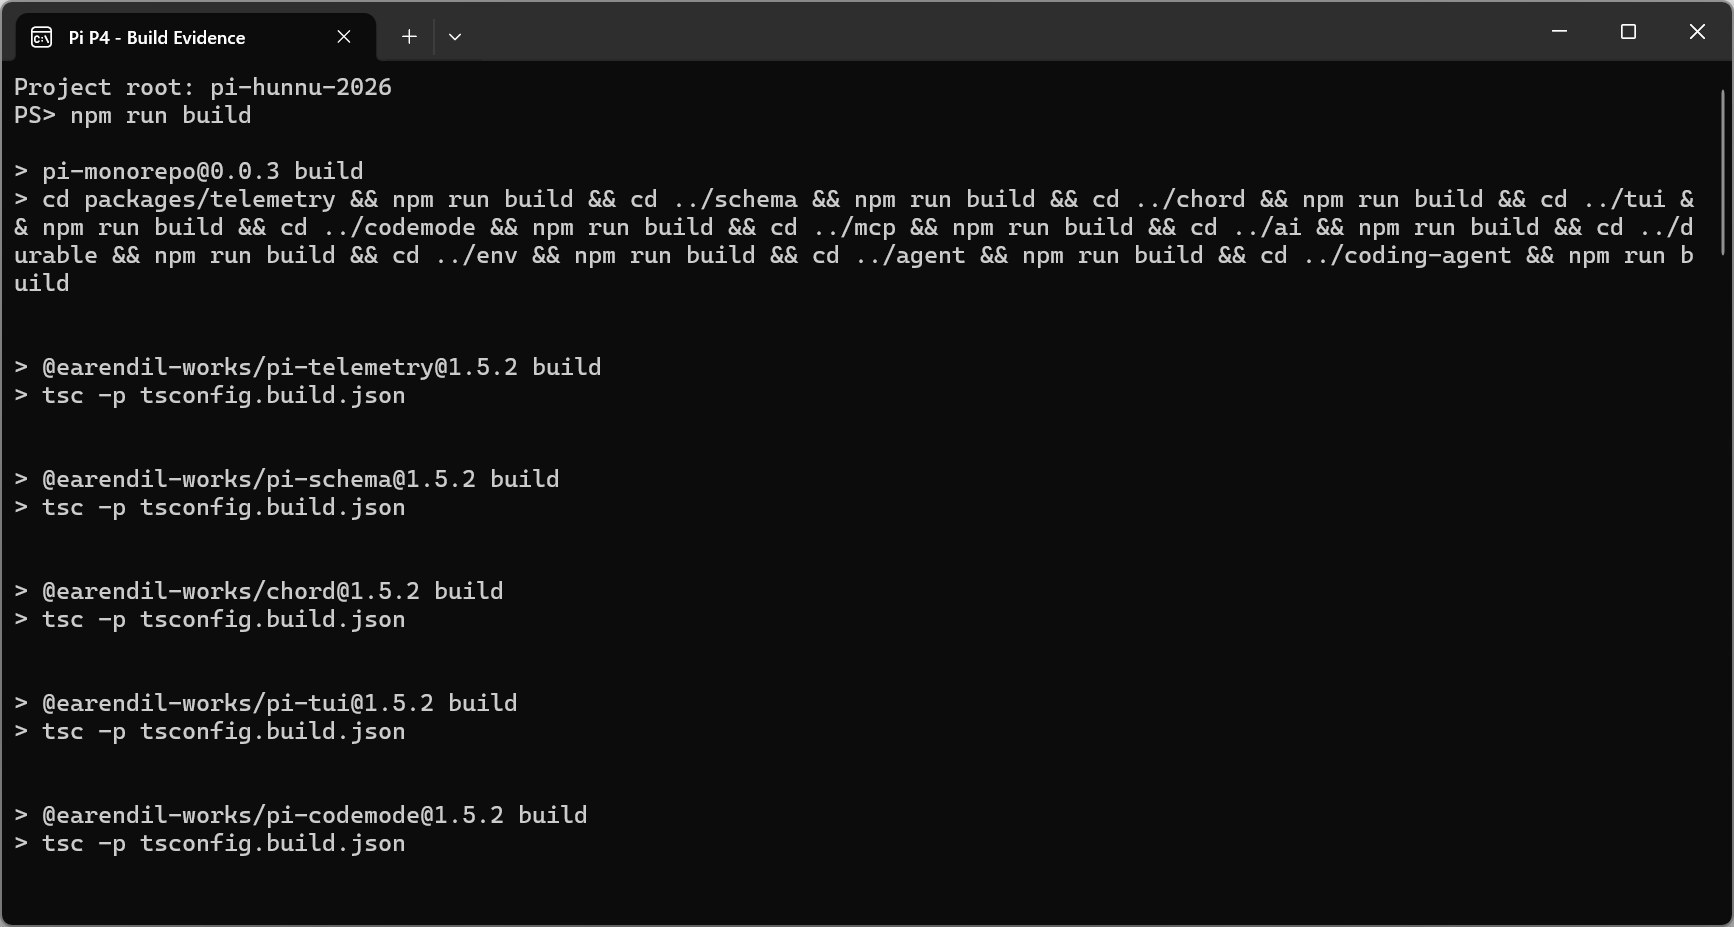 Pi P4 - Build Evidence
Project root: pi-hunnu-2026
PS> npm run build
> pi-monorepo@0.0.3 build
> cd packages/telemetry && npm run build && cd ../schema && npm run build && cd ../chord && npm run build && cd ../tui &
& npm run build && cd ../codemode && npm run build && cd ../mcp && npm run build && cd ../ai && npm run build && cd ../d
urable && npm run build && cd ../env && npm run build && cd ../agent && npm run build && cd ../coding-agent && npm run b
uild
> @earendil-works/pi-telemetry@1.5.2 build
> tsc -p tsconfig.build.json
> @earendil-works/pi-schema@1.5.2 build
> tsc -p tsconfig.build.json
> @earendil-works/chord@1.5.2 build
> tsc -p tsconfig.build.json
> @earendil-works/pi-tui@1.5.2 build
> tsc -p tsconfig.build.json
> @earendil-works/pi-codemode@1.5.2 build
> tsc -p tsconfig.build.json